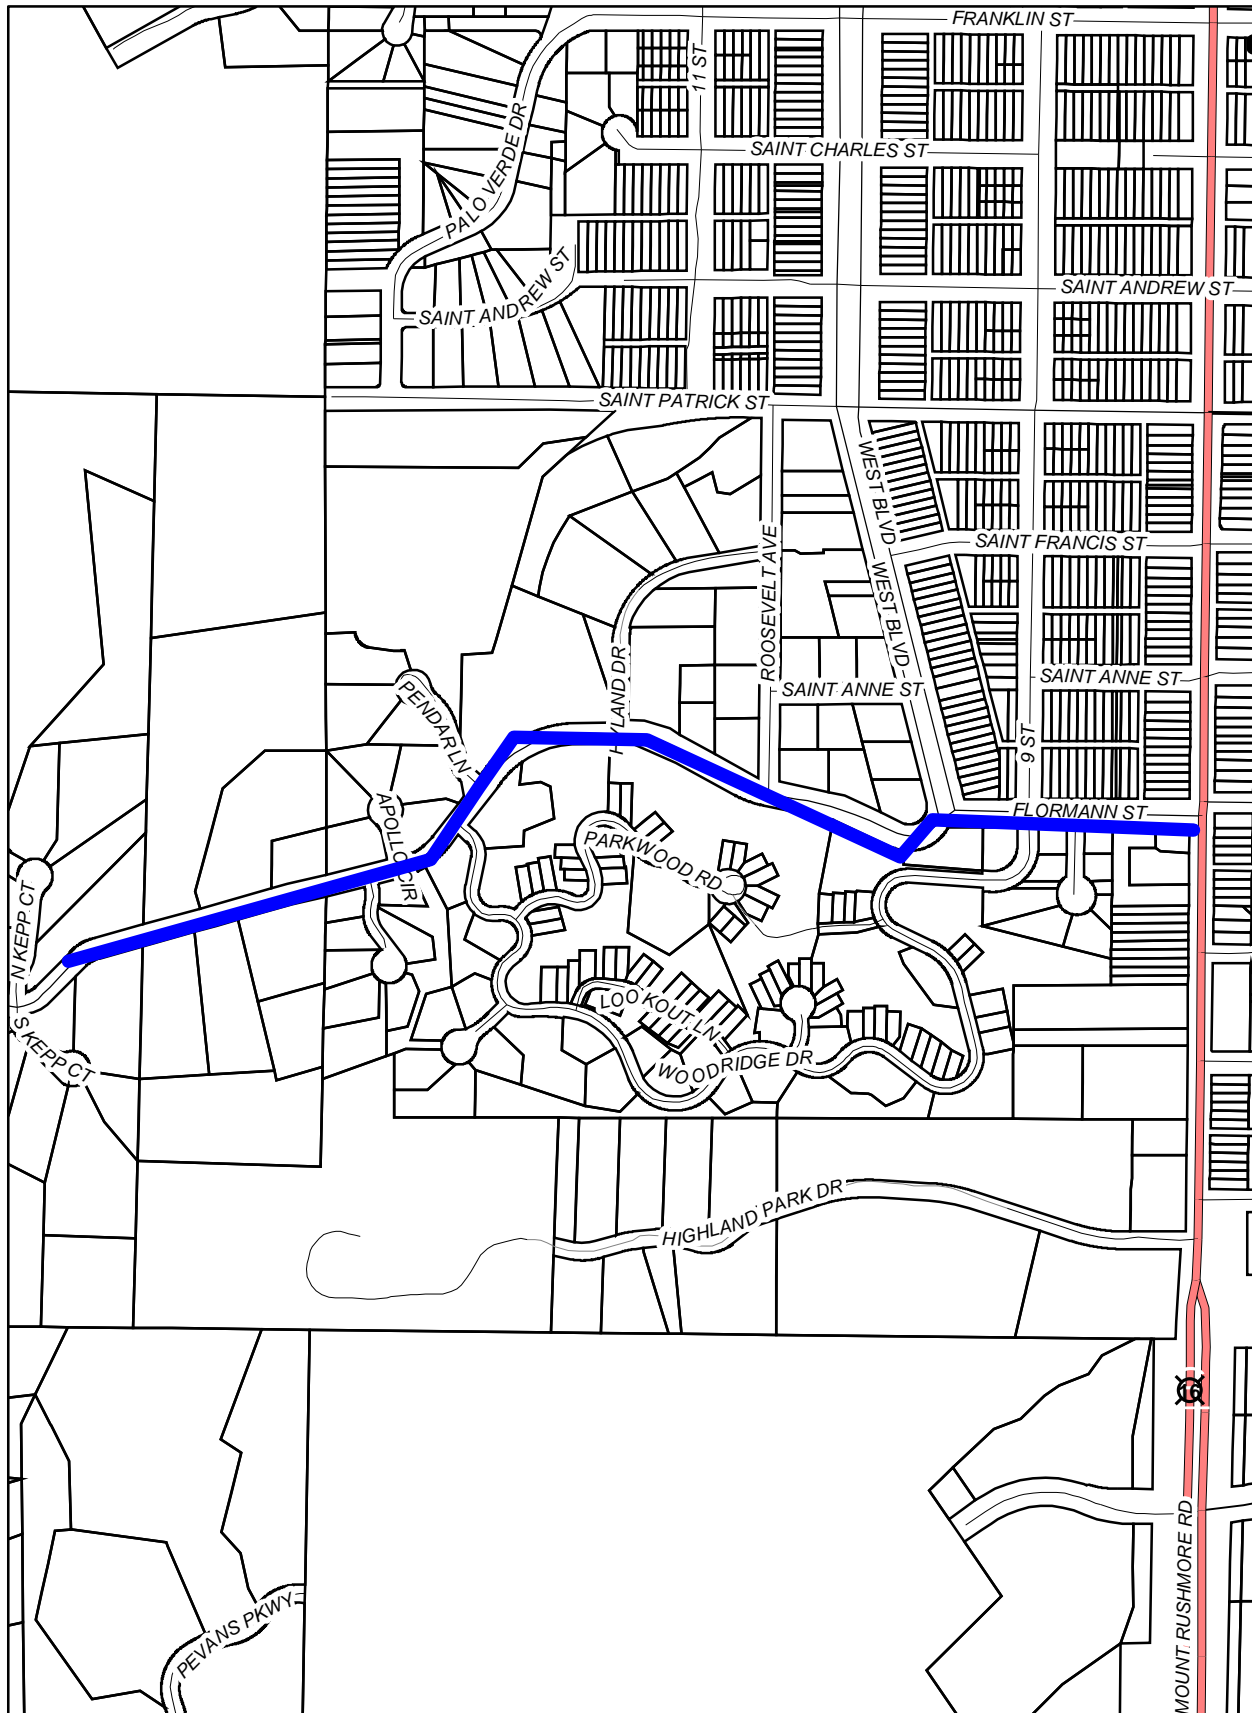 FRANKLIN ST
11 ST
PALO VERDE DR
SAINT CHARLES ST
SAINT ANDREW ST
SAINT ANDREW ST
SAINT PATRICK ST
WEST BLVD
SAINT FRANCIS ST
ROOSEVELT AVE
WEST BLVD
HYLAND DR
SAINT ANNE ST
SAINT ANNE ST
PENDAR LN
9 ST
APOLLO CIR
FLORMANN ST
PARKWOOD RD
N KEPP CT
LOOKOUT LN
S KEPP CT
WOODRIDGE DR
HIGHLAND PARK DR
16
MOUNT RUSHMORE RD
PEVANS PKWY